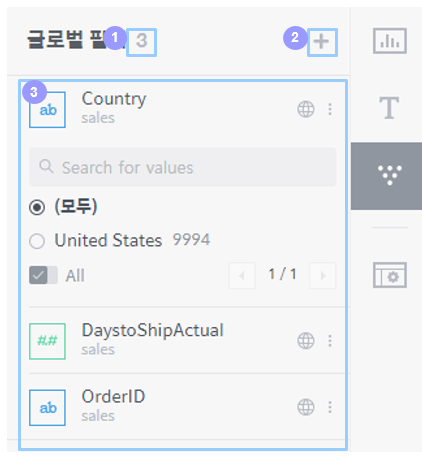 글로벌 필 1 3 2 +
3
ab Country
sales
Search for values
(모두)
United States 9994
All 1 / 1
#.# DaystoShipActual
sales
ab OrderID
sales
T